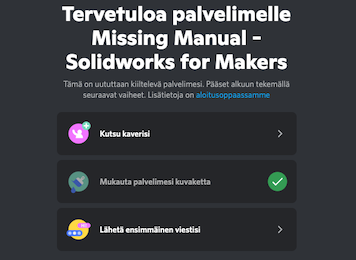 Tervetuloa palvelimelle
Missing Manual -
Solidworks for Makers
Tämä on uututtaan kiiltelevä palvelimesi. Pääset alkuun tekemällä
seuraavat vaiheet. Lisätietoja on aloitusoppaassamme
Kutsu kaverisi
Mukauta palvelimesi kuvaketta
Lähetä ensimmäinen viestisi